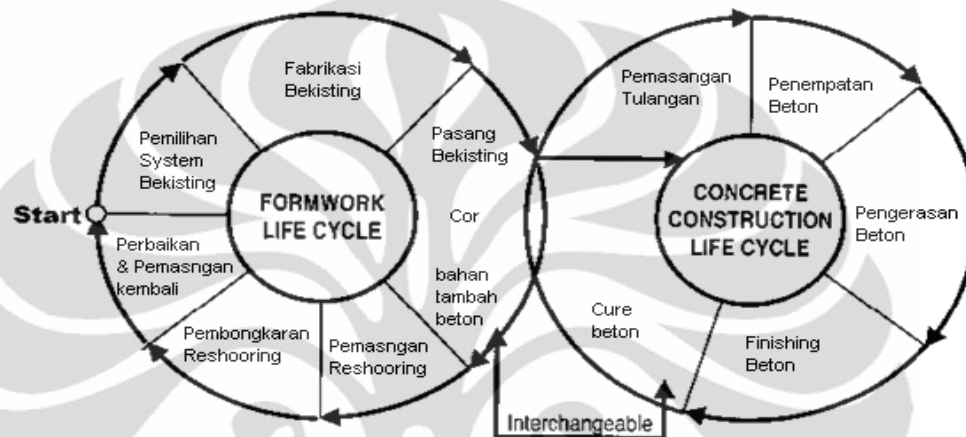 Start
Pemilihan
System
Bekisting
Fabrikasi
Bekisting
Pasang
Bekisting
Cor
bahan
tambah
beton
Pemasngan
Reshooring
Pembongkaran
Reshooring
Perbaikan
& Pemasngan
kembali
FORMWORK
LIFE CYCLE
Pemasangan
Tulangan
Penempatan
Beton
Pengerasan
Beton
Finishing
Beton
Cure
beton
CONCRETE
CONSTRUCTION
LIFE CYCLE
Interchangeable